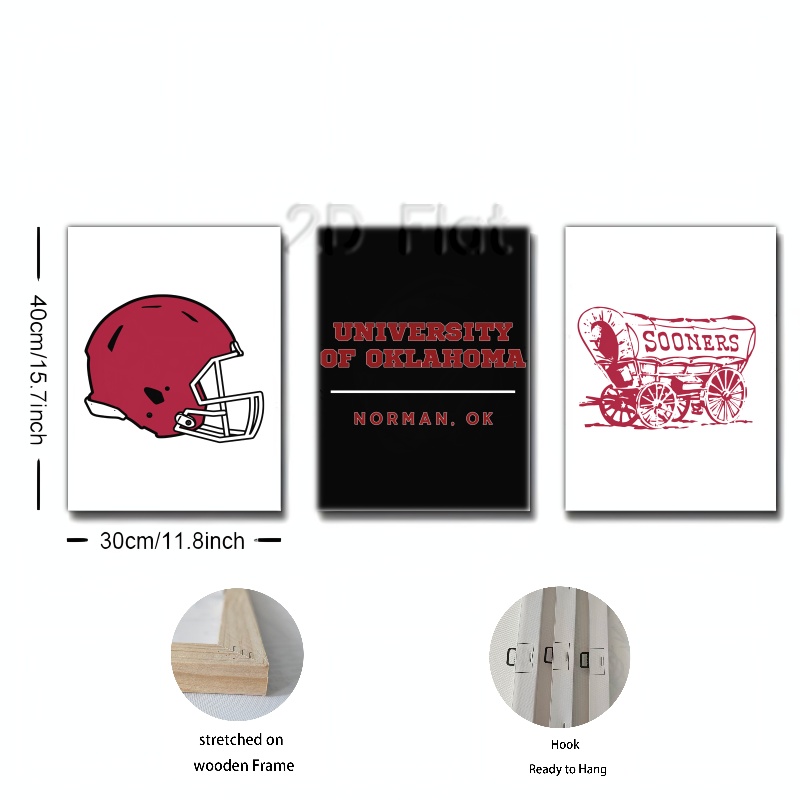 2D Flat
40cm/15.7inch
UNIVERSITY
OF OKLAHOMA
NORMAN, OK
SOONERS
30cm/11.8inch
stretched on
wooden Frame
Hook
Ready to Hang